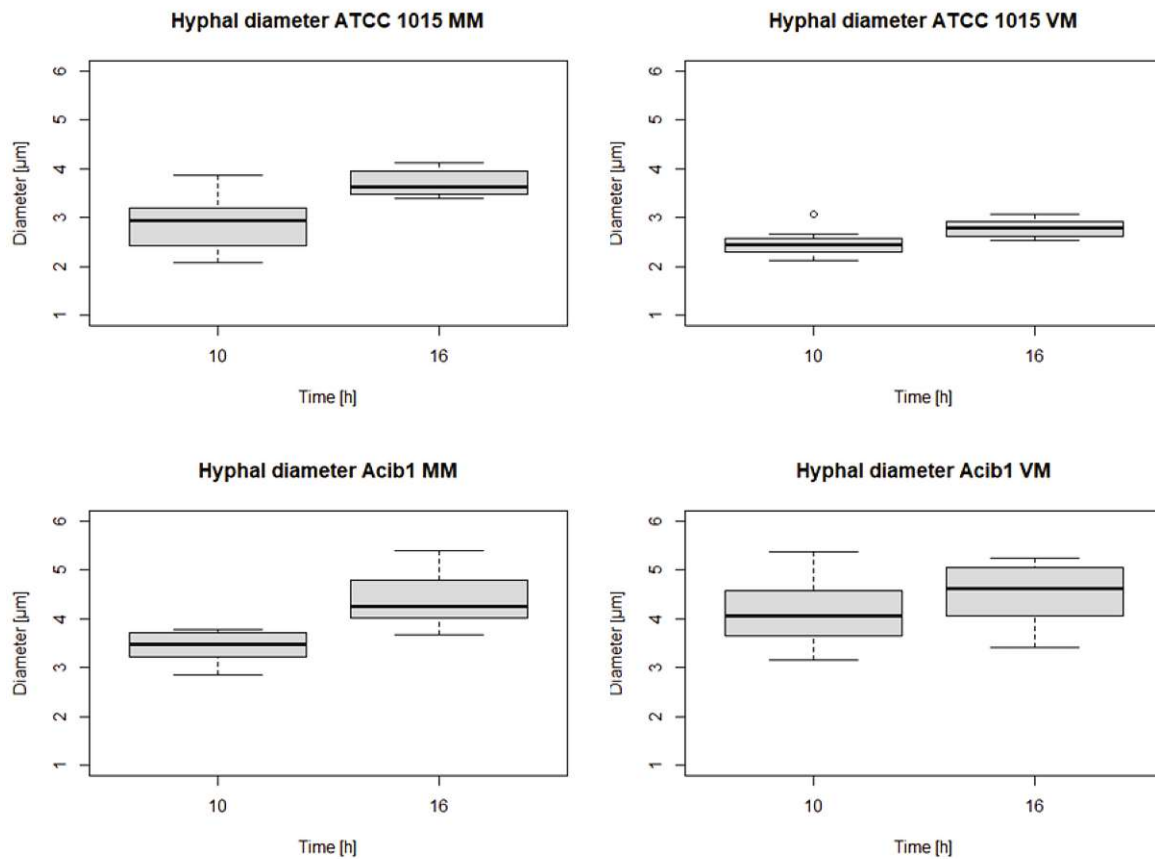 Hyphal diameter ATCC 1015 MM
Diameter [µm]
6
5
4
3
2
1
10 16
Time [h]
Hyphal diameter ATCC 1015 VM
Diameter [µm]
6
5
4
3
2
1
10 16
Time [h]
Hyphal diameter Acib1 MM
Diameter [µm]
6
5
4
3
2
1
10 16
Time [h]
Hyphal diameter Acib1 VM
Diameter [µm]
6
5
4
3
2
1
10 16
Time [h]